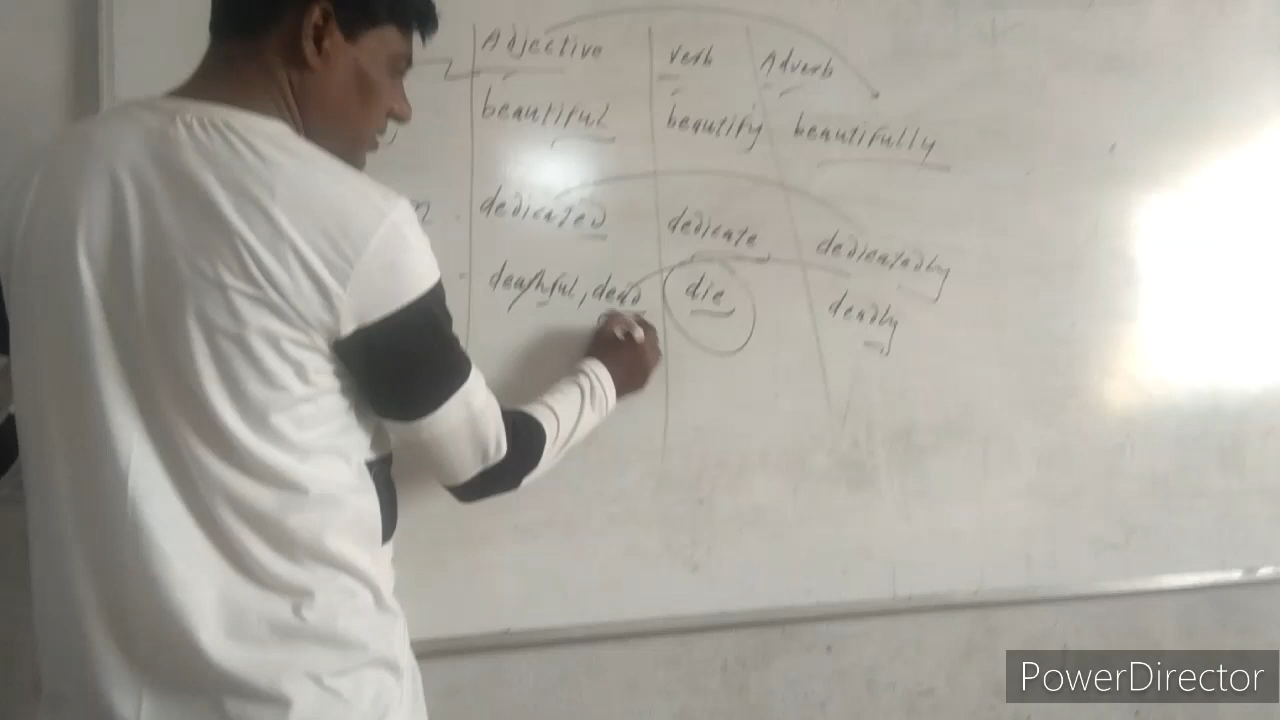 Adjective verb Adverb
beautiful beautify beautifully
dedicated dedicate dedicatedly
deathful, dead die deadly
PowerDirector